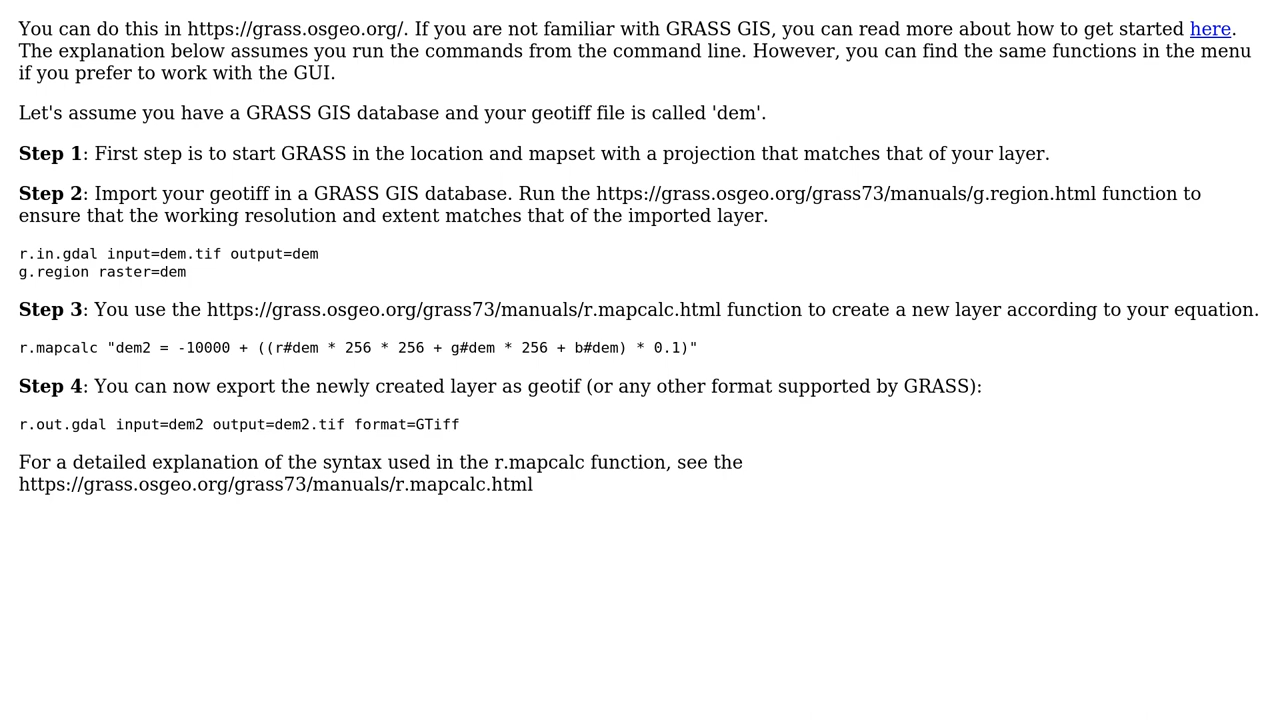 You can do this in https://grass.osgeo.org/. If you are not familiar with GRASS GIS, you can read more about how to get started here.
The explanation below assumes you run the commands from the command line. However, you can find the same functions in the menu
if you prefer to work with the GUI.
Let's assume you have a GRASS GIS database and your geotiff file is called 'dem'.
Step 1: First step is to start GRASS in the location and mapset with a projection that matches that of your layer.
Step 2: Import your geotiff in a GRASS GIS database. Run the https://grass.osgeo.org/grass73/manuals/g.region.html function to
ensure that the working resolution and extent matches that of the imported layer.
r.in.gdal input=dem.tif output=dem
g.region raster=dem
Step 3: You use the https://grass.osgeo.org/grass73/manuals/r.mapcalc.html function to create a new layer according to your equation.
r.mapcalc "dem2 = -10000 + ((r#dem * 256 * 256 + g#dem * 256 + b#dem) * 0.1)"
Step 4: You can now export the newly created layer as geotif (or any other format supported by GRASS):
r.out.gdal input=dem2 output=dem2.tif format=GTiff
For a detailed explanation of the syntax used in the r.mapcalc function, see the
https://grass.osgeo.org/grass73/manuals/r.mapcalc.html